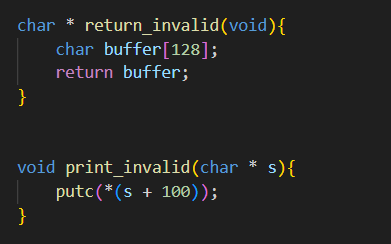 char * return_invalid(void){
    char buffer[128];
    return buffer;
}
void print_invalid(char * s){
    putc(*(s + 100));
}